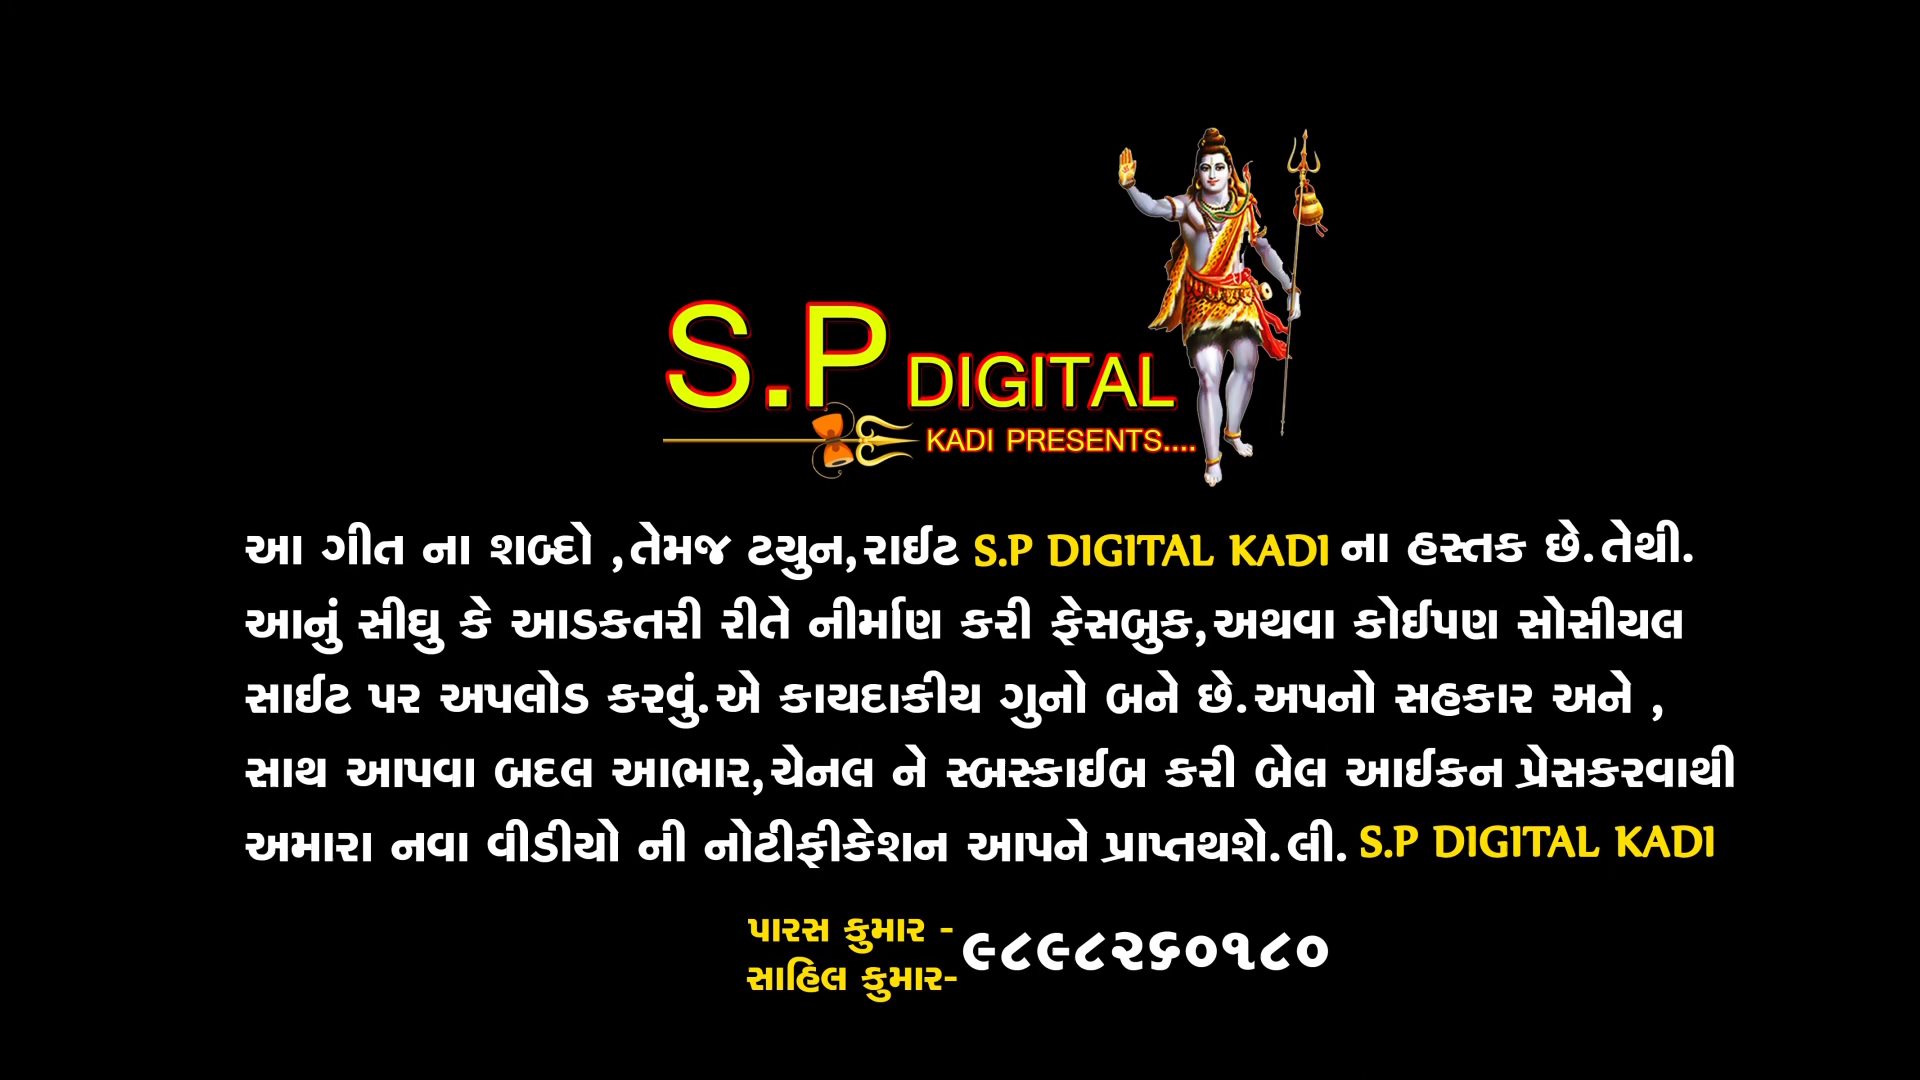 S.P DIGITAL
KADI PRESENTS....
આ ગીત ના શબ્દો ,તેમજ ટયુન,રાઈટ S.P DIGITAL KADI ના હસ્તક છે.તેથી.
આનું સીઘુ કે આડકતરી રીતે નીર્માણ કરી ફેસબુક,અથવા કોઈપણ સોસીયલ
સાઈટ પર અપલોડ કરવું.એ કાયદાકીય ગુનો બને છે.અપનો સહકાર અને ,
સાથ આપવા બદલ આભાર,ચેનલ ને સ્બસ્કાઈબ કરી બેલ આઈકન પ્રેસકરવાથી
અમારા નવા વીડીયો ની નોટીફીકેશન આપને પ્રાપ્તથશે.લી. S.P DIGITAL KADI
પારસ કુમાર -
સાહિલ કુમાર-
૯૮૯૮૨૬૦૧૮૦